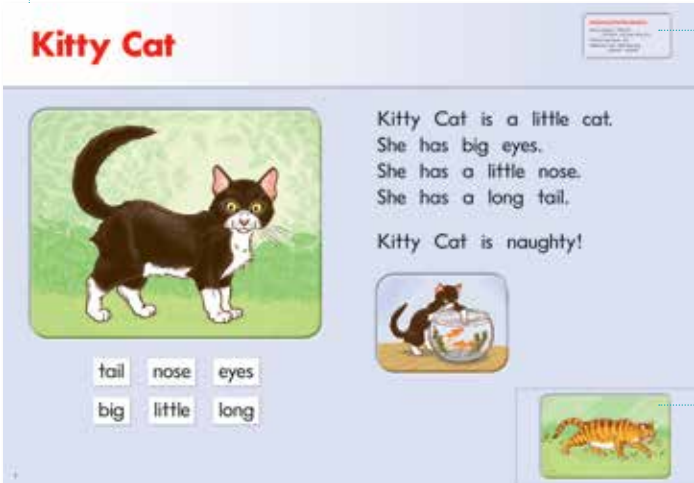 Kitty Cat
Kitty Cat is a little cat.
She has big eyes.
She has a little nose.
She has a long tail.
Kitty Cat is naughty!
tail nose eyes
big little long